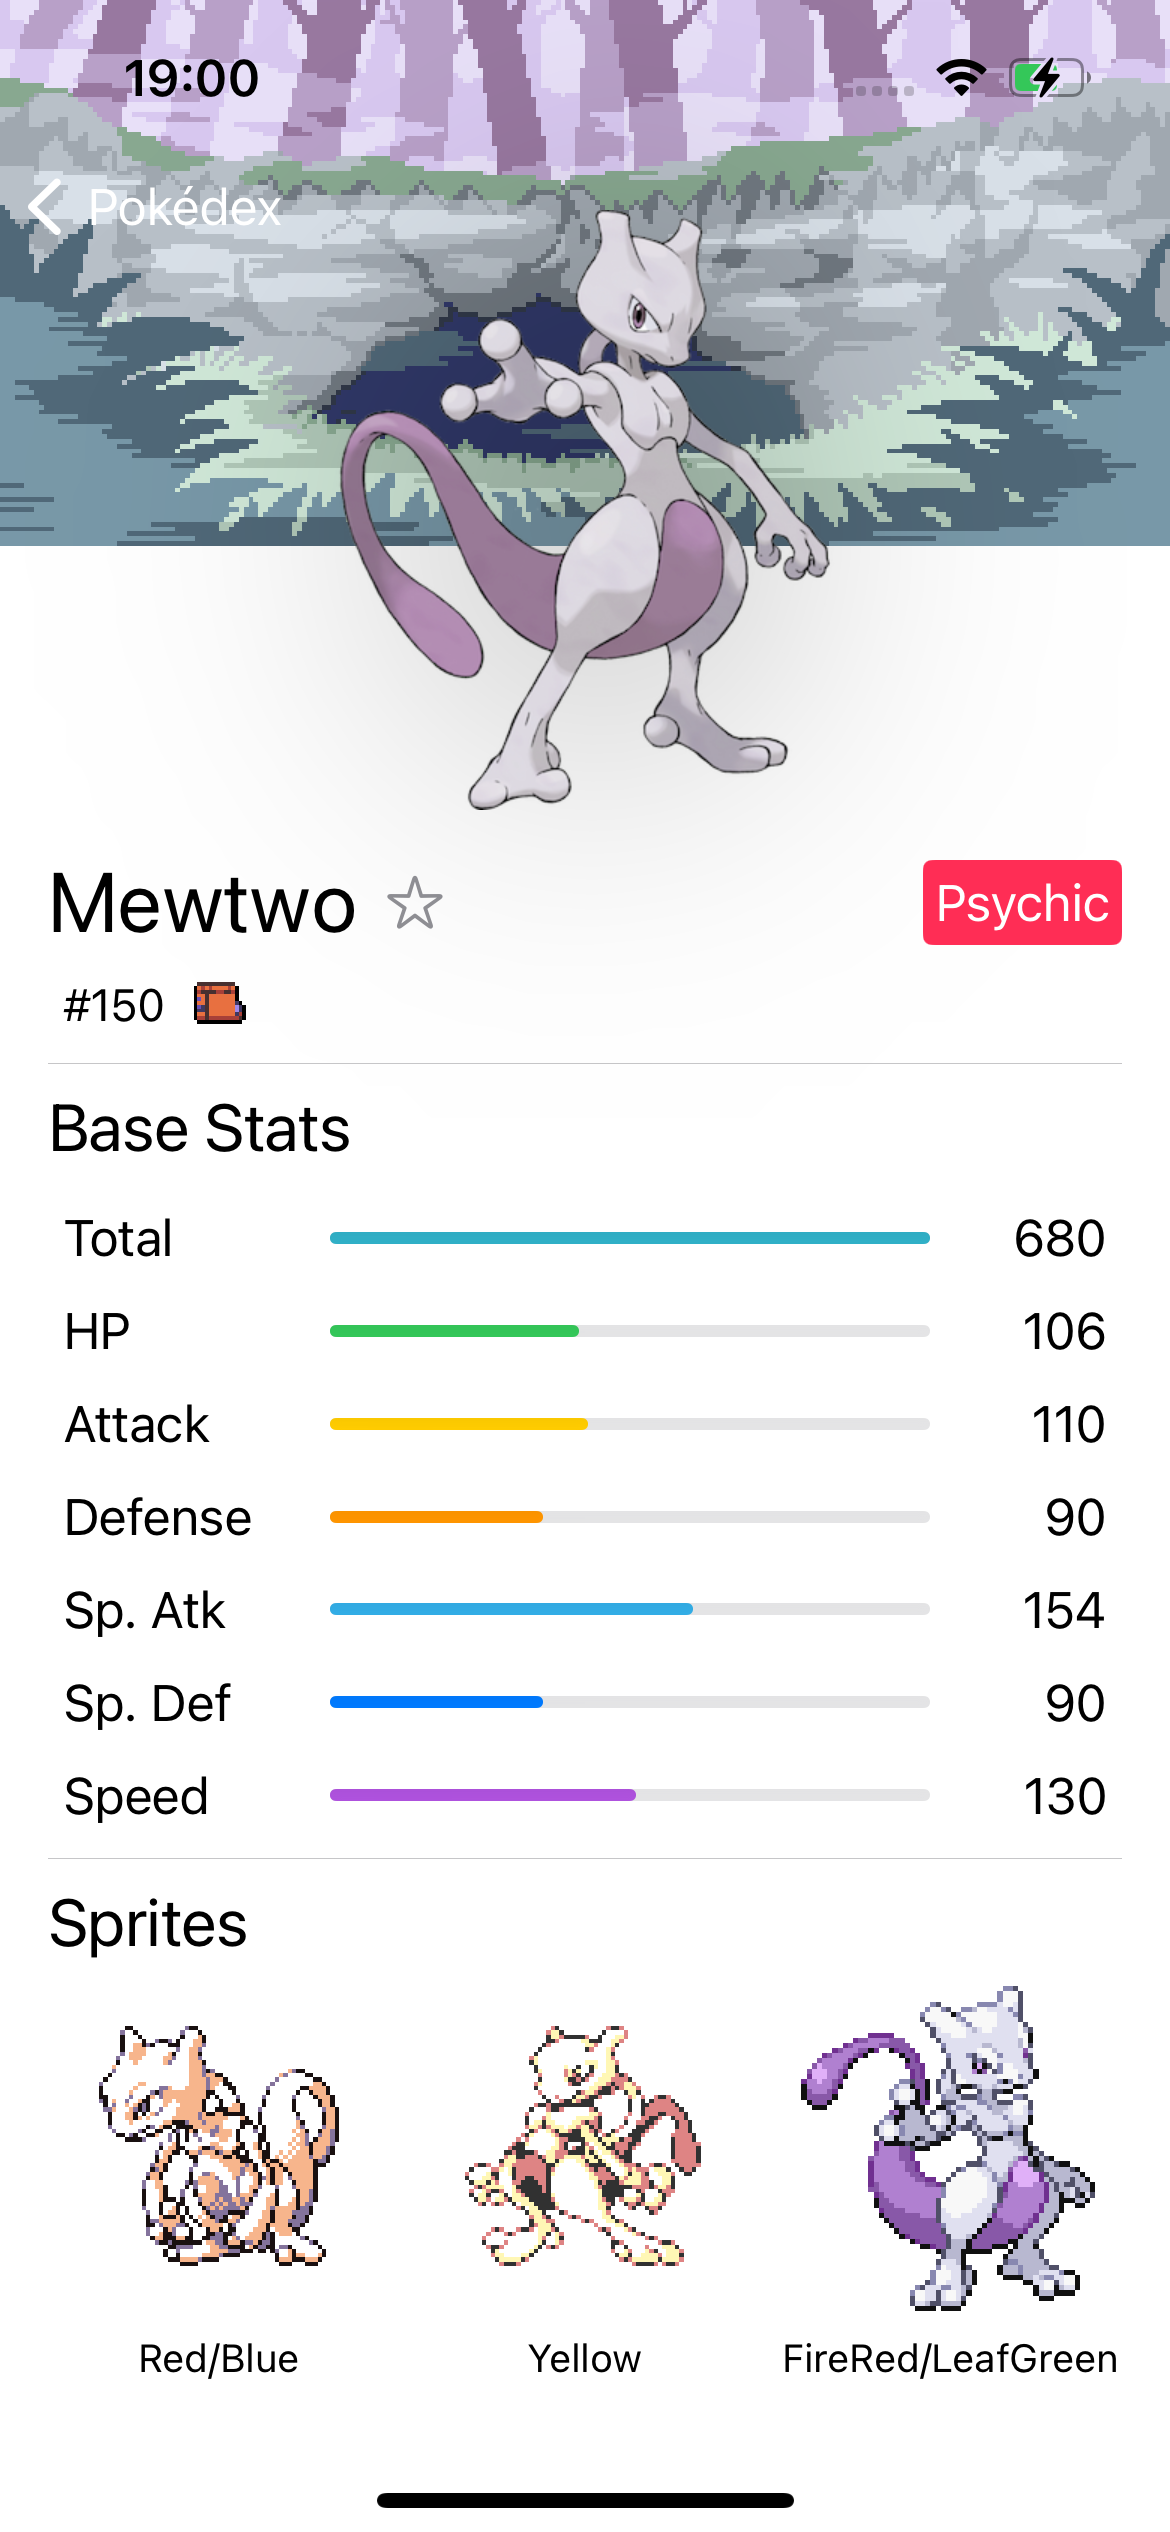 19:00
Pokédex
Mewtwo
Psychic
#150
Base Stats
Total 680
HP 106
Attack 110
Defense 90
Sp. Atk 154
Sp. Def 90
Speed 130
Sprites
Red/Blue Yellow FireRed/LeafGreen